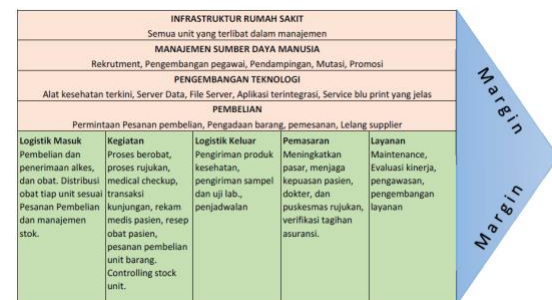 INFRASTRUKTUR RUMAH SAKIT
Semua unit yang terlibat dalam manajemen
MANAJEMEN SUMBER DAYA MANUSIA
Rekrutment, Pengembangan pegawai, Pendampingan, Mutasi, Promosi
PENGEMBANGAN TEKNOLOGI
Alat kesehatan terkini, Server Data, File Server, Aplikasi terintegrasi, Service blu print yang jelas
PEMBELIAN
Permintaan Pesanan pembelian, Pengadaan barang, pemesanan, Lelang supplier
Logistik Masuk
Pembelian dan
penerimaan alkes,
dan obat. Distribusi
obat tiap unit sesuai
Pesanan Pembelian
dan manajemen
stok.
Kegiatan
Proses berobat,
proses rujukan,
medical checkup,
transaksi
kunjungan, rekam
medis pasien, resep
obat pasien,
pesanan pembelian
unit barang.
Controlling stock
unit.
Logistik Keluar
Pengiriman produk
kesehatan,
pengiriman sampel
dan uji lab.,
penjadwalan
Pemasaran
Meningkatkan
pasar, menjaga
kepuasan pasien,
dokter, dan
puskesmas rujukan,
verifikasi tagihan
asuransi.
Layanan
Maintenance,
Evaluasi kinerja,
pengawasan,
pengembangan
layanan
Margin
Margin